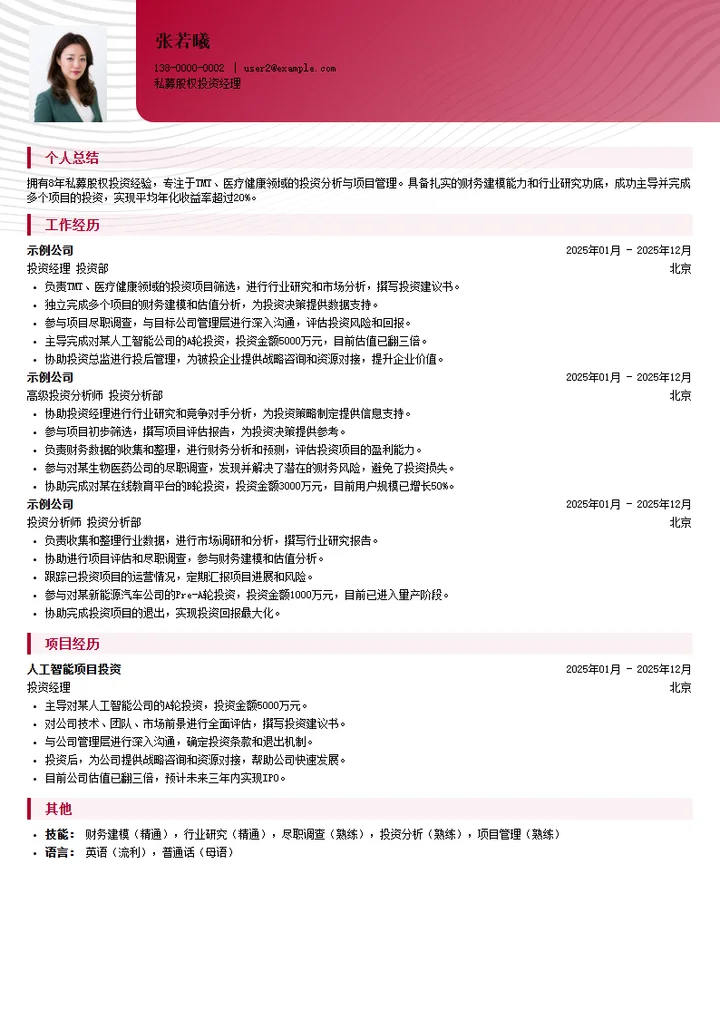 张若曦
138-0000-0002 | user2@example.com
私募股权投资经理
个人总结
拥有8年私募股权投资经验，专注于TMT、医疗健康领域的投资分析与项目管理。具备扎实的财务建模能力和行业研究功底，成功主导并完成
多个项目的投资，实现平均年化收益率超过20%。
工作经历
示例公司 2025年01月 - 2025年12月
投资经理 投资部 北京
• 负责TMT、医疗健康领域的投资项目筛选，进行行业研究和市场分析，撰写投资建议书。
• 独立完成多个项目的财务建模和估值分析，为投资决策提供数据支持。
• 参与项目尽职调查，与目标公司管理层进行深入沟通，评估投资风险和回报。
• 主导完成对某人工智能公司的A轮投资，投资金额5000万元，目前估值已翻三倍。
• 协助投资总监进行投后管理，为被投企业提供战略咨询和资源对接，提升企业价值。
示例公司 2025年01月 - 2025年12月
高级投资分析师 投资分析部 北京
• 协助投资经理进行行业研究和竞争对手分析，为投资策略制定提供信息支持。
• 参与项目初步筛选，撰写项目评估报告，为投资决策提供参考。
• 负责财务数据的收集和整理，进行财务分析和预测，评估投资项目的盈利能力。
• 参与对某生物医药公司的尽职调查，发现并解决了潜在的财务风险，避免了投资损失。
• 协助完成对某在线教育平台的B轮投资，投资金额3000万元，目前用户规模已增长50%。
示例公司 2025年01月 - 2025年12月
投资分析师 投资分析部 北京
• 负责收集和整理行业数据，进行市场调研和分析，撰写行业研究报告。
• 协助进行项目评估和尽职调查，参与财务建模和估值分析。
• 跟踪已投资项目的运营情况，定期汇报项目进展和风险。
• 参与对某新能源汽车公司的Pre-A轮投资，投资金额1000万元，目前已进入量产阶段。
• 协助完成投资项目的退出，实现投资回报最大化。
项目经历
人工智能项目投资 2025年01月 - 2025年12月
投资经理 北京
• 主导对某人工智能公司的A轮投资，投资金额5000万元。
• 对公司技术、团队、市场前景进行全面评估，撰写投资建议书。
• 与公司管理层进行深入沟通，确定投资条款和退出机制。
• 投资后，为公司提供战略咨询和资源对接，帮助公司快速发展。
• 目前公司估值已翻三倍，预计未来三年内实现IPO。
其他
• 技能： 财务建模（精通），行业研究（精通），尽职调查（熟练），投资分析（熟练），项目管理（熟练）
• 语言： 英语（流利），普通话（母语）